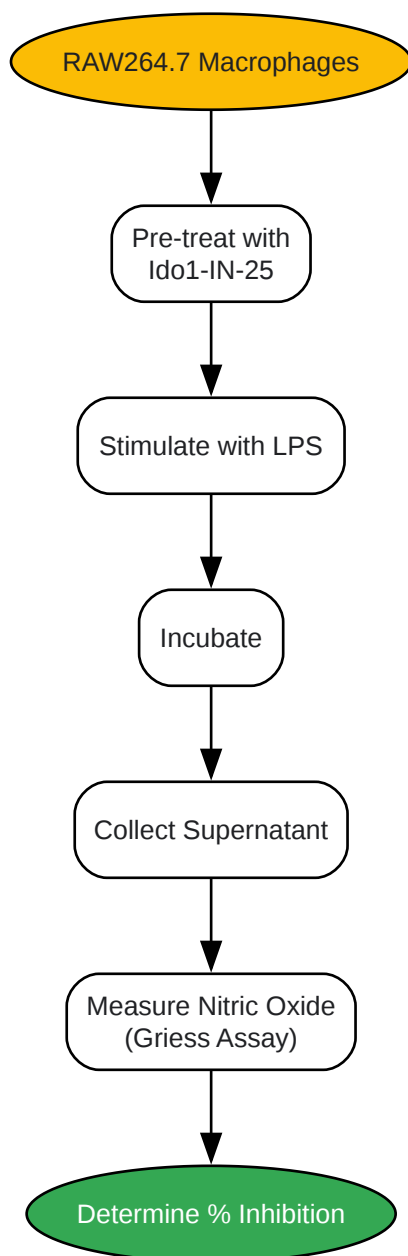 RAW264.7 Macrophages
Pre-treat with
Ido1-IN-25
Stimulate with LPS
Incubate
Collect Supernatant
Measure Nitric Oxide
(Griess Assay)
Determine % Inhibition